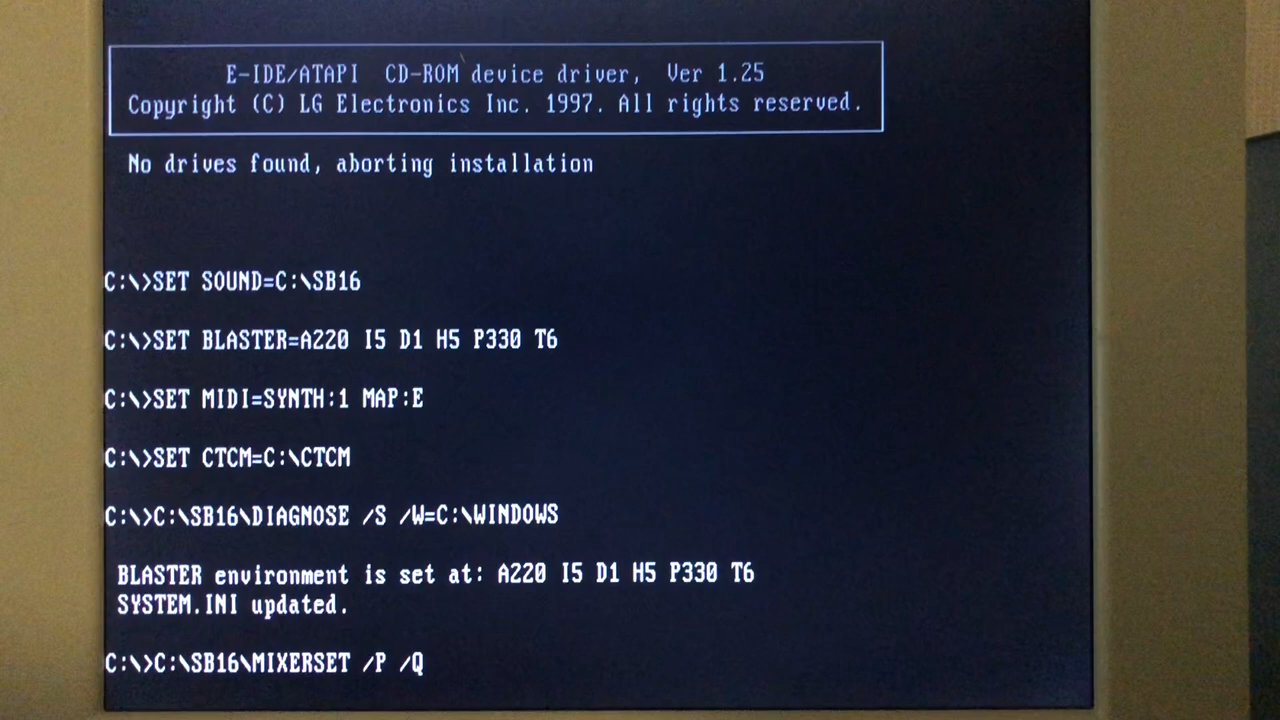 E-IDE/ATAPI  CD-ROM device driver,  Ver 1.25
Copyright (C) LG Electronics Inc. 1997. All rights reserved.
No drives found, aborting installation
C:\>SET SOUND=C:\SB16
C:\>SET BLASTER=A220 I5 D1 H5 P330 T6
C:\>SET MIDI=SYNTH:1 MAP:E
C:\>SET CTCM=C:\CTCM
C:\>C:\SB16\DIAGNOSE /S /W=C:\WINDOWS
BLASTER environment is set at: A220 I5 D1 H5 P330 T6
SYSTEM.INI updated.
C:\>C:\SB16\MIXERSET /P /Q